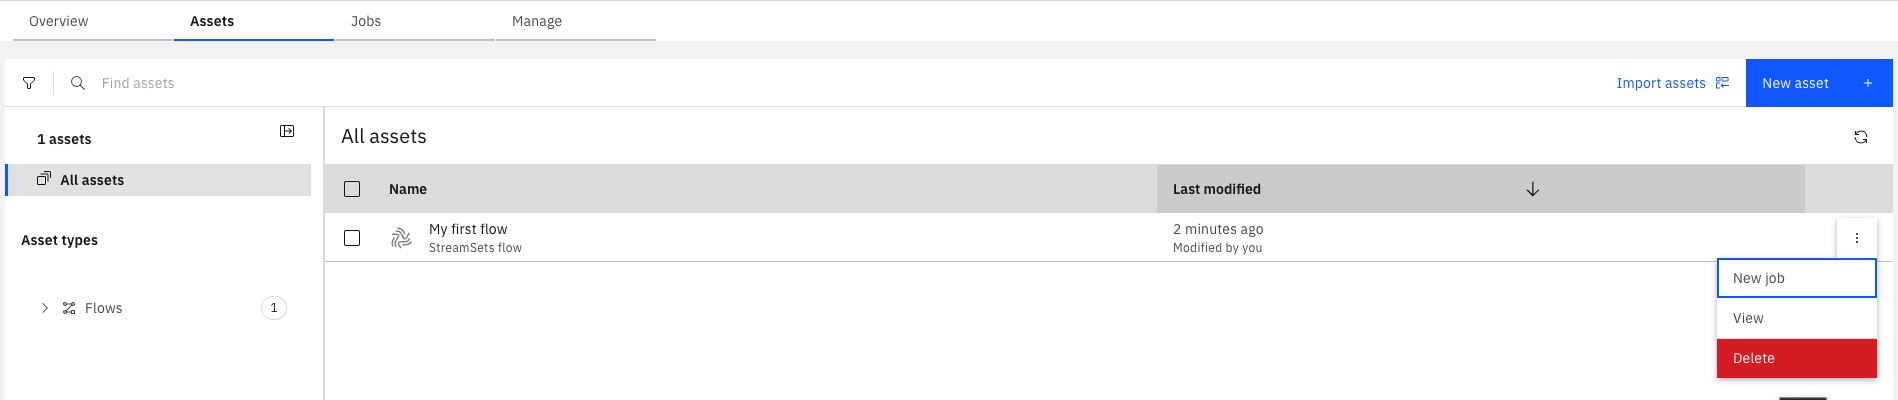 Overview Assets Jobs Manage
Find assets Import assets New asset
1 assets
All assets
All assets
Name Last modified
My first flow 2 minutes ago
StreamSets flow Modified by you
Asset types
Flows 1
New job
View
Delete